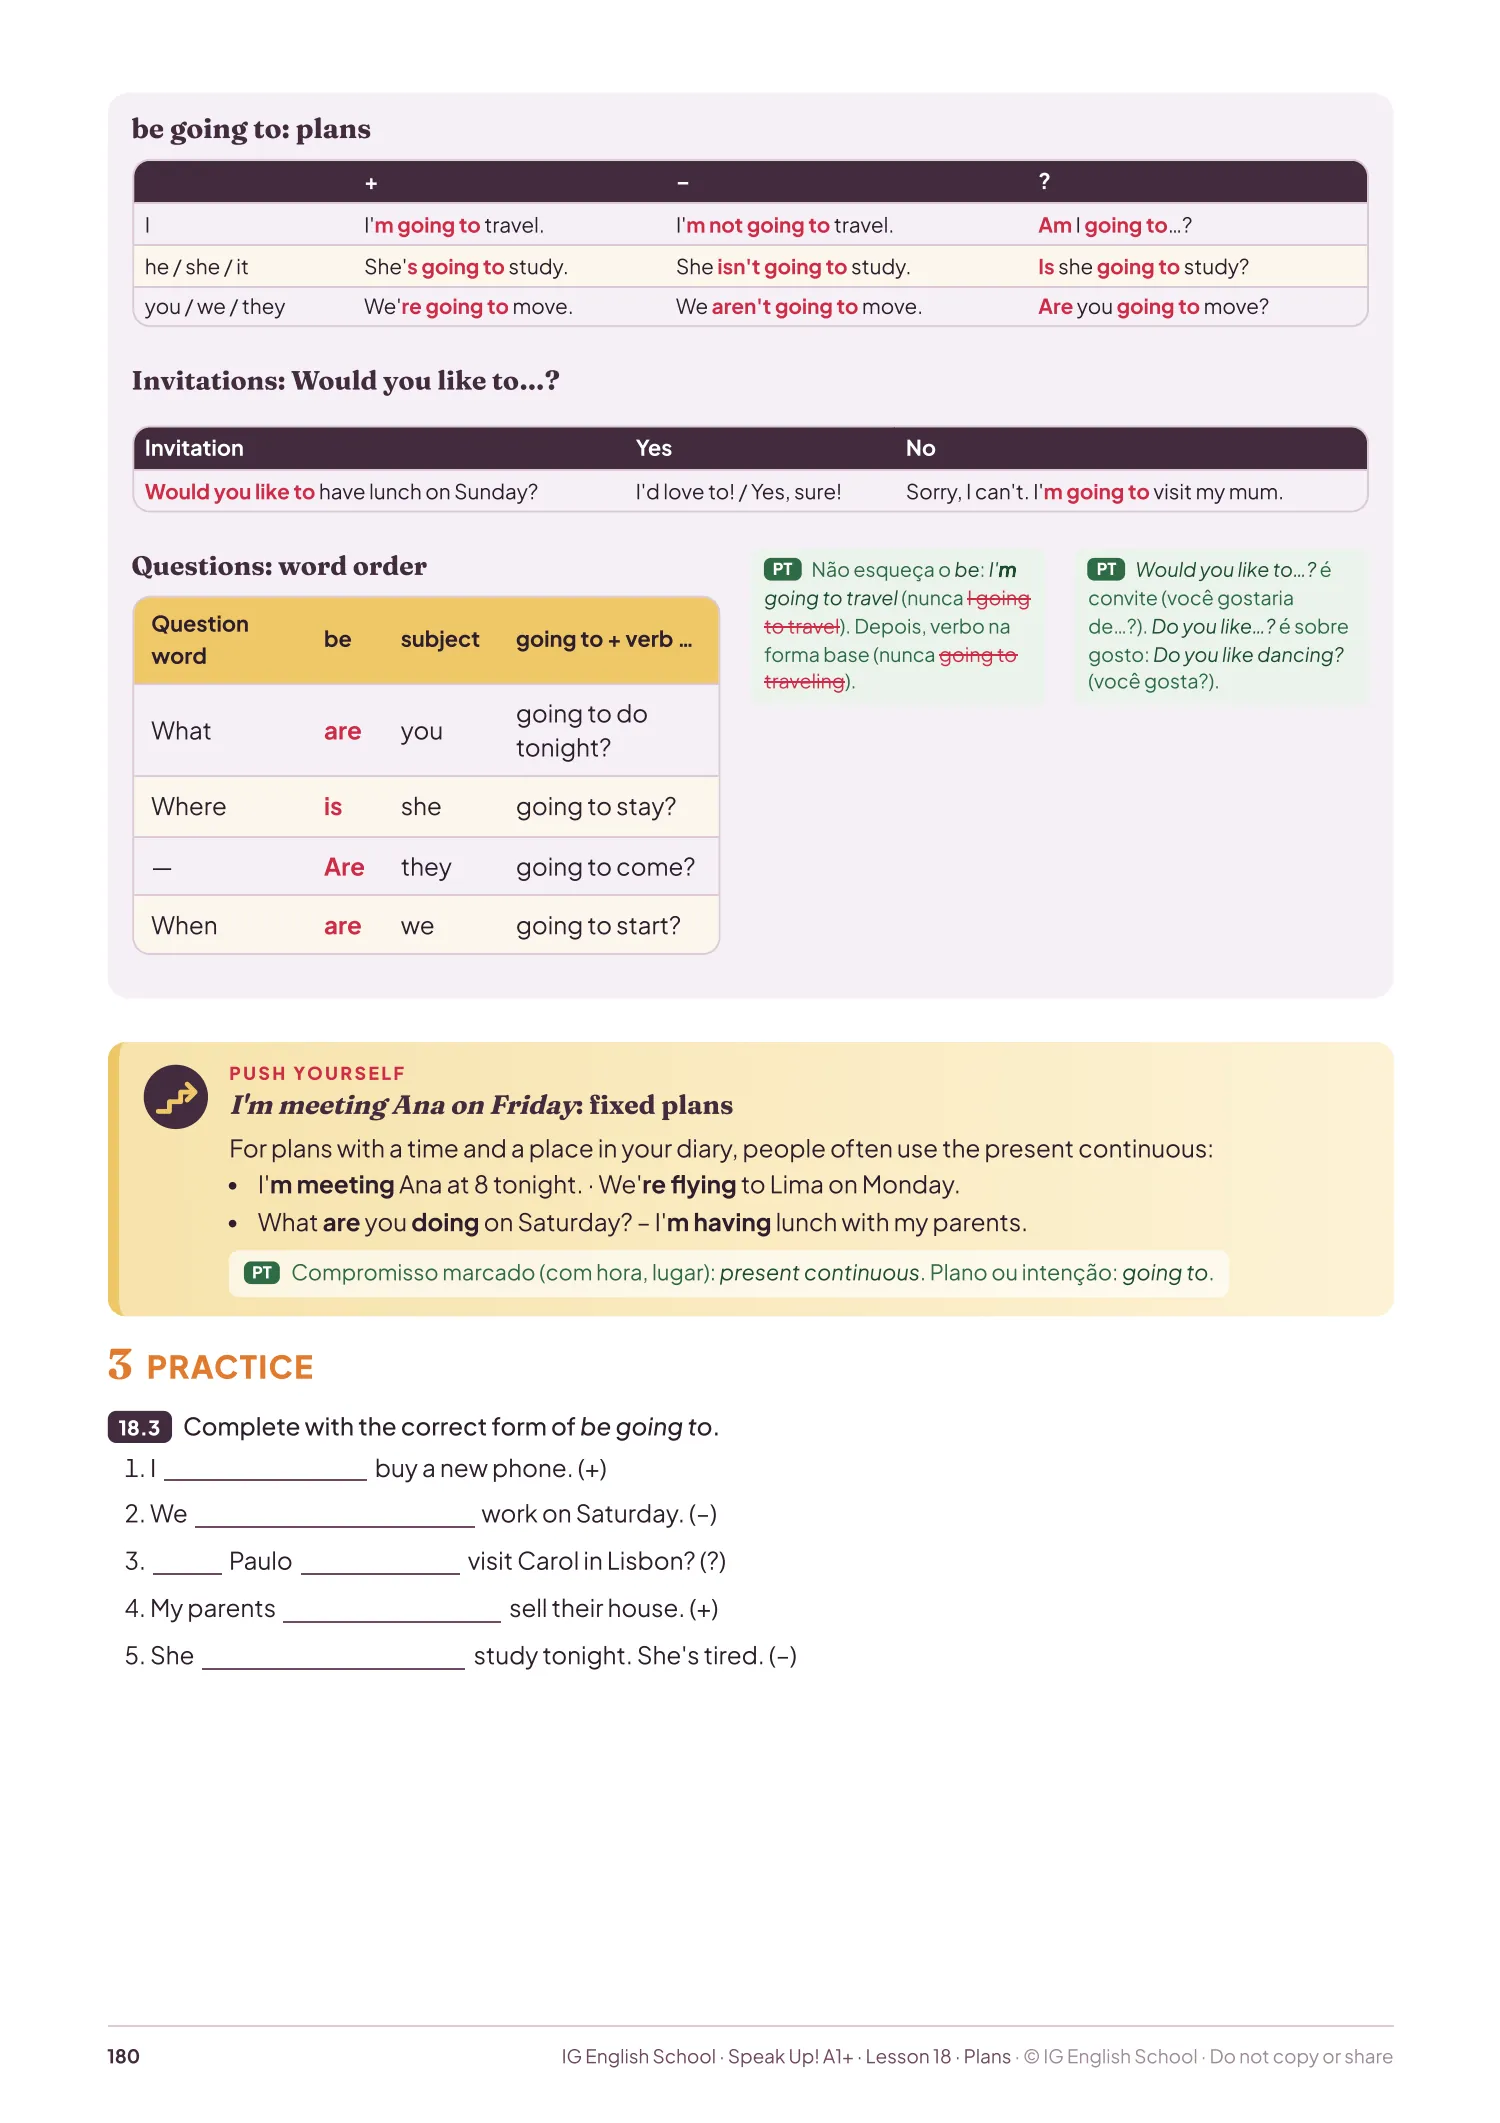 be going to: plans
+ – ?
I I'm going to travel. I'm not going to travel. Am I going to…?
he / she / it She's going to study. She isn't going to study. Is she going to study?
you / we / they We're going to move. We aren't going to move. Are you going to move?
Invitations: Would you like to…?
Invitation Yes No
Would you like to have lunch on Sunday? I'd love to! / Yes, sure! Sorry, I can't. I'm going to visit my mum.
Questions: word order
Question
word be subject going to + verb …
What are you going to do
tonight?
Where is she going to stay?
— Are they going to come?
When are we going to start?
PT Não esqueça o be: I'm
going to travel (nunca I going
to travel). Depois, verbo na
forma base (nunca going to
traveling).
PT Would you like to…? é
convite (você gostaria
de…?). Do you like…? é sobre
gosto: Do you like dancing?
(você gosta?).
PUSH YOURSELF
I'm meeting Ana on Friday: fixed plans
For plans with a time and a place in your diary, people often use the present continuous:
• I'm meeting Ana at 8 tonight. · We're flying to Lima on Monday.
• What are you doing on Saturday? – I'm having lunch with my parents.
PT Compromisso marcado (com hora, lugar): present continuous. Plano ou intenção: going to.
3 PRACTICE
18.3 Complete with the correct form of be going to.
1. I ____ buy a new phone. (+)
2. We ____ work on Saturday. (–)
3. ____ Paulo ____ visit Carol in Lisbon? (?)
4. My parents ____ sell their house. (+)
5. She ____ study tonight. She's tired. (–)
180 IG English School · Speak Up! A1+ · Lesson 18 · Plans · © IG English School · Do not copy or share